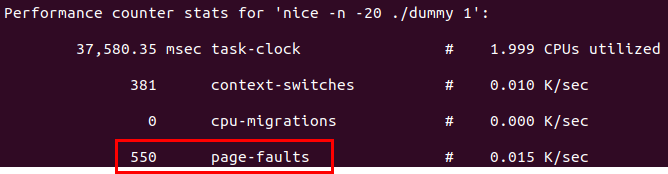 Performance counter stats for 'nice -n -20 ./dummy 1':
37,580.35 msec task-clock # 1.999 CPUs utilized
381 context-switches # 0.010 K/sec
0 cpu-migrations # 0.000 K/sec
550 page-faults # 0.015 K/sec